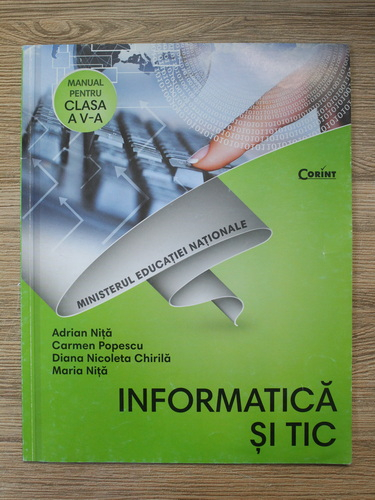 MANUAL
PENTRU
CLASA
A V-A
CORINT
MINISTERUL EDUCAȚIEI NAȚIONALE
Adrian Niță
Carmen Popescu
Diana Nicoleta Chirilă
Maria Niță
INFORMATICĂ
ȘI TIC